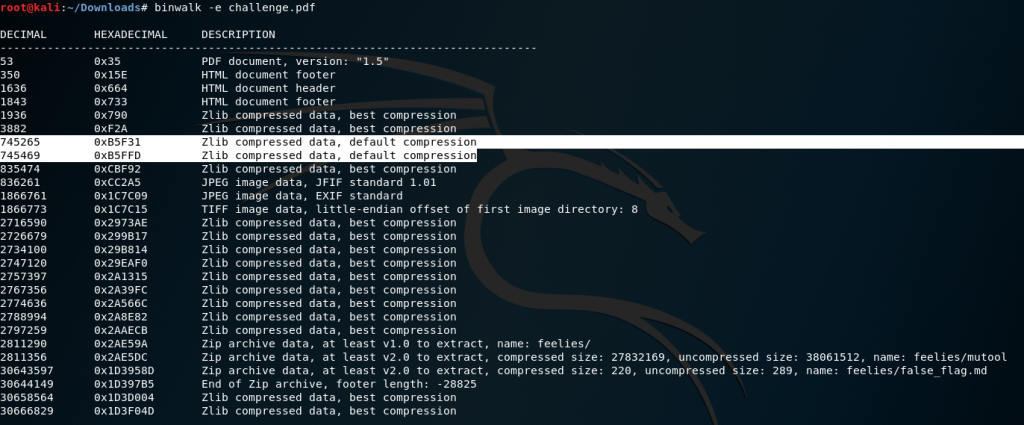 root@kali:~/Downloads# binwalk -e challenge.pdf
DECIMAL HEXADECIMAL DESCRIPTION
--------------------------------------------------------------------------------
53 0x35 PDF document, version: "1.5"
350 0x15E HTML document footer
1636 0x664 HTML document header
1843 0x733 HTML document footer
1936 0x790 Zlib compressed data, best compression
3882 0xF2A Zlib compressed data, best compression
745265 0xB5F31 Zlib compressed data, default compression
745469 0xB5FFD Zlib compressed data, default compression
835474 0xCBF92 Zlib compressed data, best compression
836261 0xCC2A5 JPEG image data, JFIF standard 1.01
1866761 0x1C7C09 JPEG image data, EXIF standard
1866773 0x1C7C15 TIFF image data, little-endian offset of first image directory: 8
2716590 0x2973AE Zlib compressed data, best compression
2726679 0x299B17 Zlib compressed data, best compression
2734100 0x29B814 Zlib compressed data, best compression
2747120 0x29EAF0 Zlib compressed data, best compression
2757397 0x2A1315 Zlib compressed data, best compression
2767356 0x2A39FC Zlib compressed data, best compression
2774636 0x2A566C Zlib compressed data, best compression
2788994 0x2A8E82 Zlib compressed data, best compression
2797259 0x2AAECB Zlib compressed data, best compression
2811290 0x2AE59A Zip archive data, at least v1.0 to extract, name: feelies/
2811356 0x2AE5DC Zip archive data, at least v2.0 to extract, compressed size: 27832169, uncompressed size: 38061512, name: feelies/mutool
30643597 0x1D3958D Zip archive data, at least v2.0 to extract, compressed size: 220, uncompressed size: 289, name: feelies/false_flag.md
30644149 0x1D397B5 End of Zip archive, footer length: -28825
30658564 0x1D3D004 Zlib compressed data, best compression
30666829 0x1D3F04D Zlib compressed data, best compression